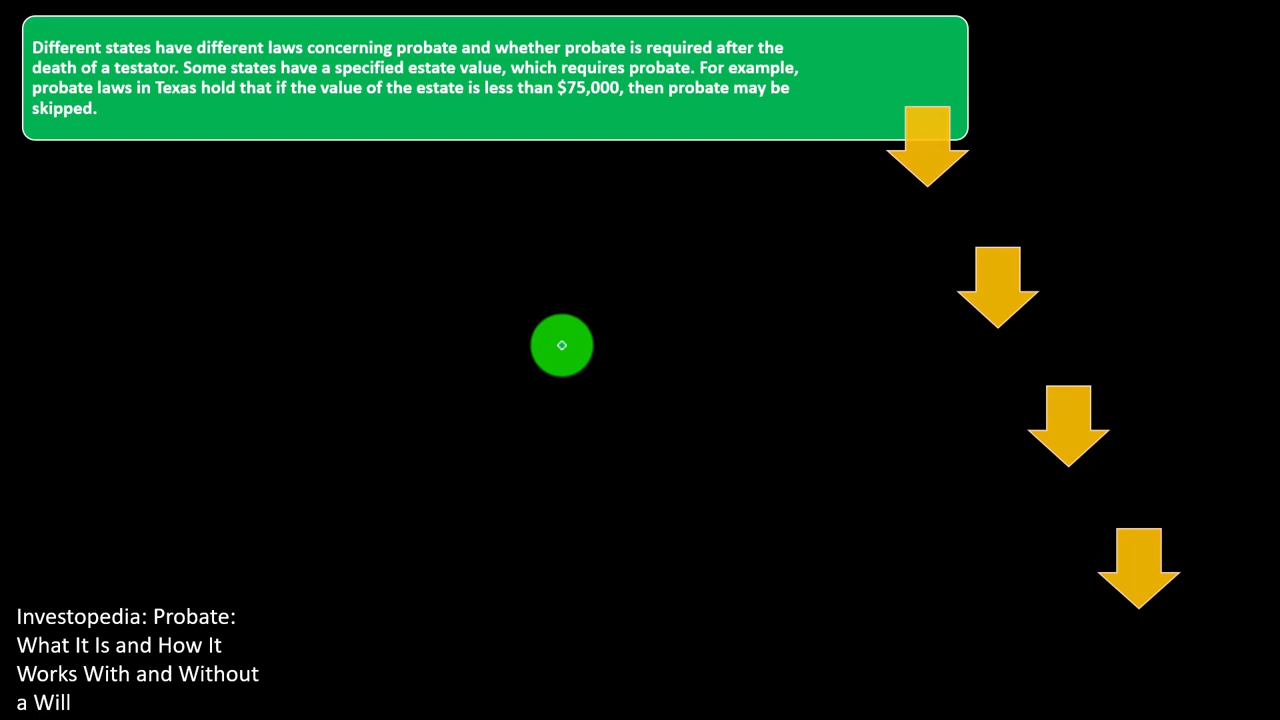 Different states have different laws concerning probate and whether probate is required after the
death of a testator. Some states have a specified estate value, which requires probate. For example,
probate laws in Texas hold that if the value of the estate is less than $75,000, then probate may be
skipped.
Investopedia: Probate:
What It Is and How It
Works With and Without
a Will